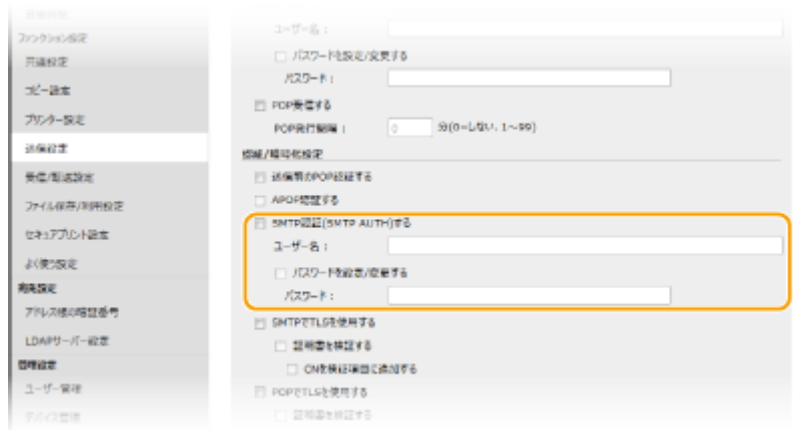 ファンクション設定
共通設定
コピー設定
プリンター設定
送信設定
受信/転送設定
ファイル保存/利用設定
セキュアプリント設定
よく使う設定
宛先設定
アドレス帳の暗証番号
LDAPサーバー設定
管理設定
ユーザー管理
デバイス管理
ユーザー名：
パスワードを設定/変更する
パスワード：
POP受信する
POP発行間隔：
0
分(0=しない, 1～99)
認証/暗号化設定
送信前のPOP認証する
APOP認証する
SMTP認証(SMTP AUTH)する
ユーザー名：
パスワードを設定/変更する
パスワード：
SMTPでTLSを使用する
証明書を検証する
CNを検証項目に追加する
POPでTLSを使用する
証明書を検証する